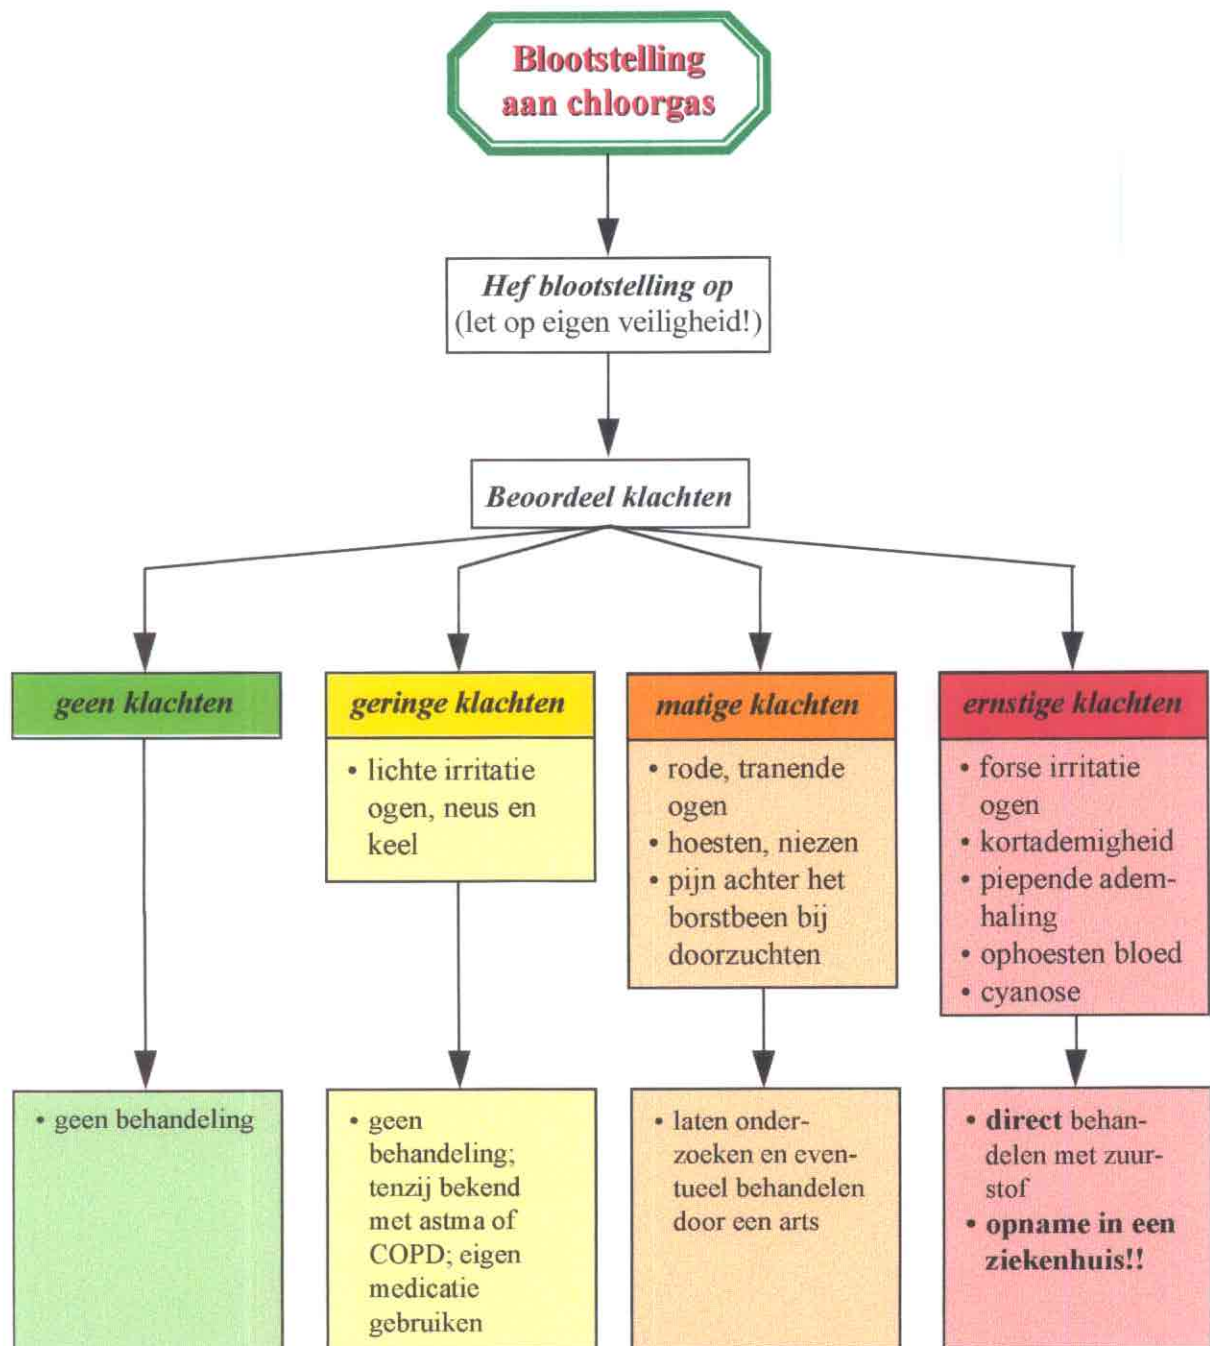 Blootstelling
aan chloorgas
Hef blootstelling op
(let op eigen veiligheid!)
Beoordeel klachten
geen klachten
geringe klachten
matige klachten
ernstige klachten
• lichte irritatie
ogen, neus en
keel
• rode, tranende
ogen
• hoesten, niezen
• pijn achter het
borstbeen bij
doorzuchten
• forse irritatie
ogen
• kortademigheid
• piepende adem-
haling
• ophoesten bloed
• cyanose
• geen behandeling
• geen
behandeling;
tenzij bekend
met astma of
COPD; eigen
medicatie
gebruiken
• laten onder-
zoeken en even-
tueel behandelen
door een arts
• direct behan-
delen met zuur-
stof
• opname in een
ziekenhuis!!